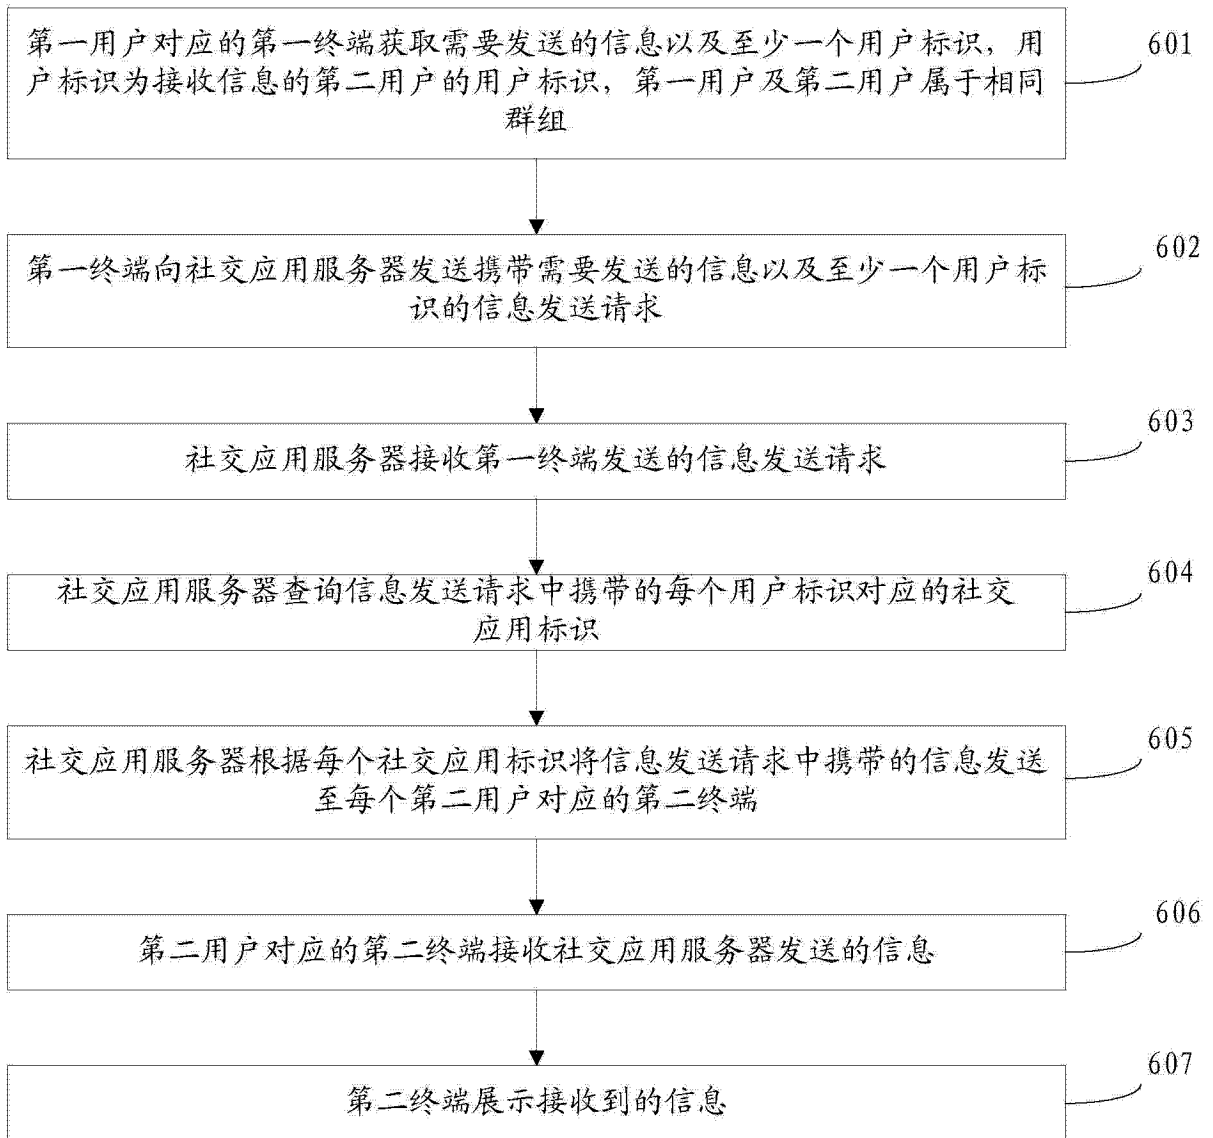 第一用户对应的第一终端获取需要发送的信息以及至少一个用户标识，用
户标识为接收信息的第二用户的用户标识，第一用户及第二用户属于相同
群组
601
第一终端向社交应用服务器发送携带需要发送的信息以及至少一个用户标
识的信息发送请求
602
社交应用服务器接收第一终端发送的信息发送请求
603
社交应用服务器查询信息发送请求中携带的每个用户标识对应的社交
应用标识
604
社交应用服务器根据每个社交应用标识将信息发送请求中携带的信息发送
至每个第二用户对应的第二终端
605
第二用户对应的第二终端接收社交应用服务器发送的信息
606
第二终端展示接收到的信息
607